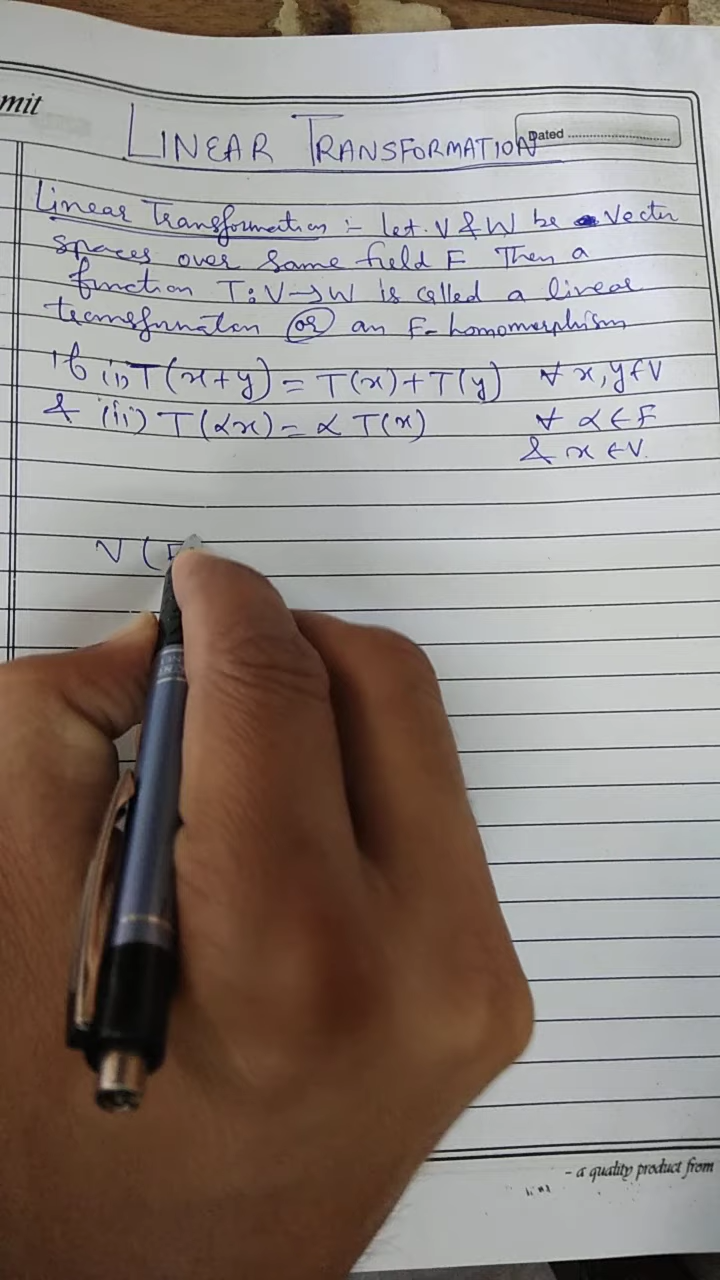 mit
LINEAR TRANSFORMATION
Dated
Linear Transformation :- let V & W be Vector
spaces over same field F Then a
function T: V→W is called a linear
transformation or an F-homomorphism
if (i) T(x+y) = T(x)+T(y) ∀ x,y∈V
& (ii) T(αx) = α T(x) ∀ α∈F
& x∈V.
V (F
- a quality product from